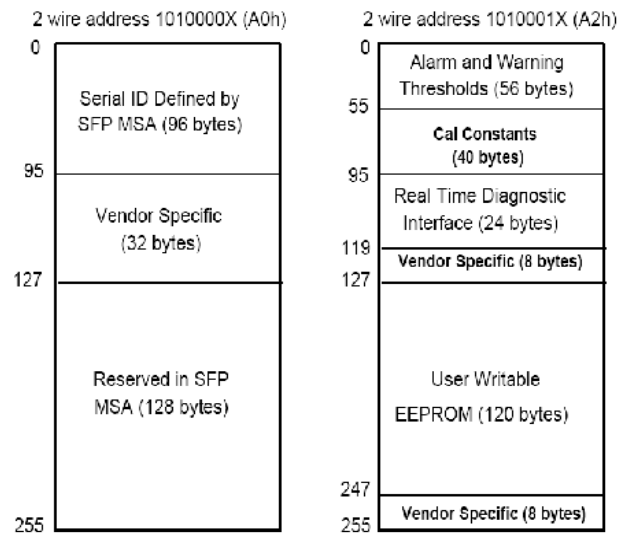 2 wire address 1010000X (A0h)
0
Serial ID Defined by
SFP MSA (96 bytes)
95
Vendor Specific
(32 bytes)
127
Reserved in SFP
MSA (128 bytes)
255
2 wire address 1010001X (A2h)
0
Alarm and Warning
Thresholds (56 bytes)
55
Cal Constants
(40 bytes)
95
Real Time Diagnostic
Interface (24 bytes)
119
Vendor Specific (8 bytes)
127
User Writable
EEPROM (120 bytes)
247
Vendor Specific (8 bytes)
255